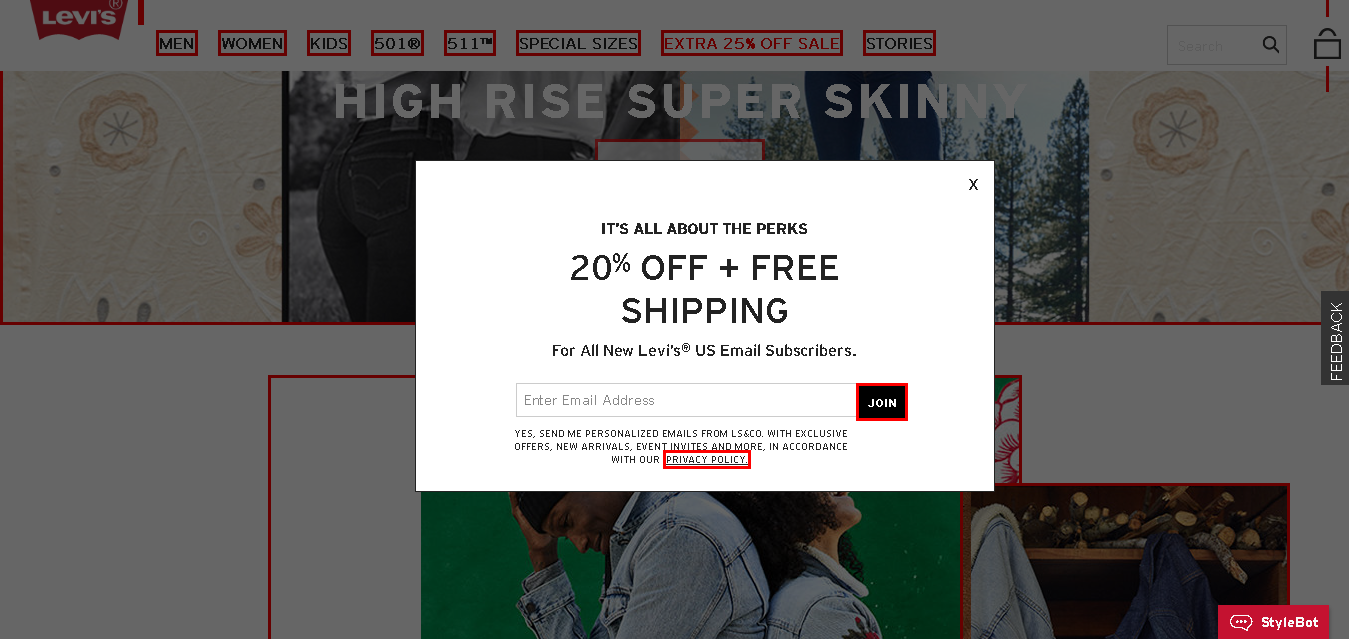 LEVI'S®
MEN WOMEN KIDS 501® 511™ SPECIAL SIZES EXTRA 25% OFF SALE STORIES Search
HIGH RISE SUPER SKINNY
X
IT'S ALL ABOUT THE PERKS
20% OFF + FREE
SHIPPING
For All New Levi's® US Email Subscribers.
Enter Email Address JOIN
YES, SEND ME PERSONALIZED EMAILS FROM LS&CO. WITH EXCLUSIVE
OFFERS, NEW ARRIVALS, EVENT INVITES AND MORE, IN ACCORDANCE
WITH OUR PRIVACY POLICY.
FEEDBACK
StyleBot